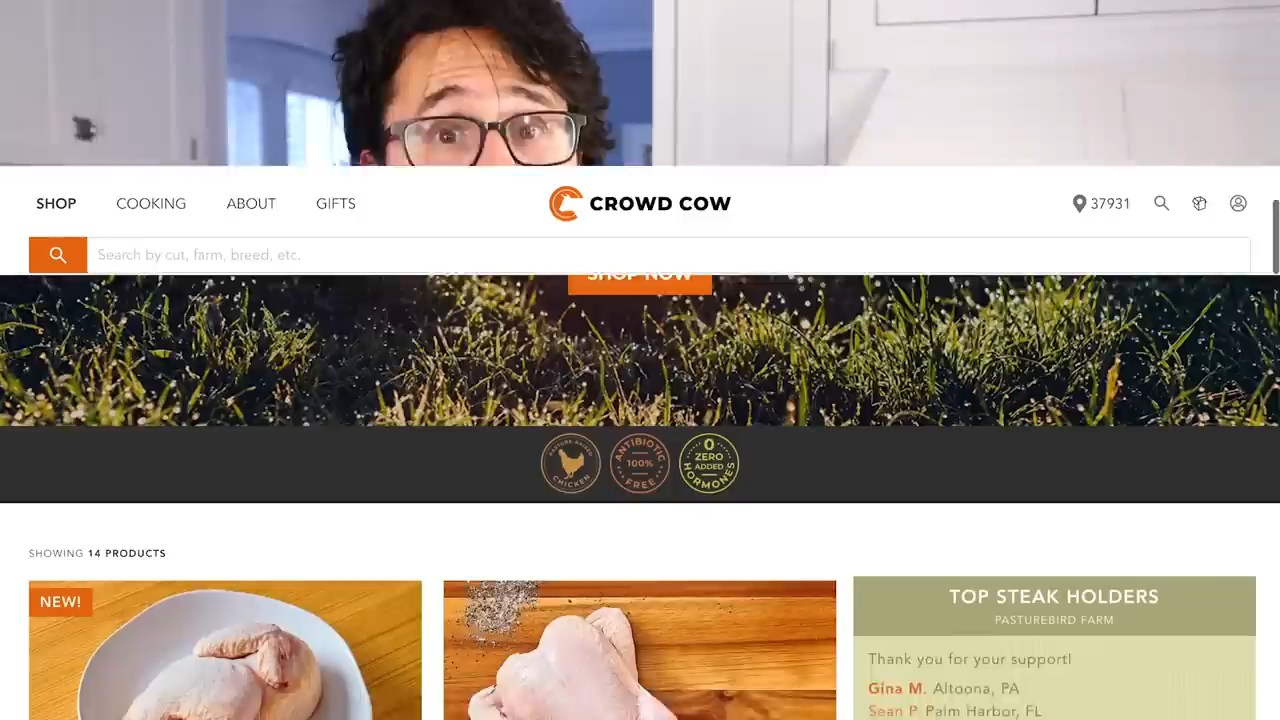 SHOP COOKING ABOUT GIFTS CROWD COW 37931
Search by cut, farm, breed, etc.
SHOP NOW
PASTURE-RAISED CHICKEN
ANTIBIOTIC 100% FREE
0 ZERO ADDED HORMONES
SHOWING 14 PRODUCTS
NEW!
TOP STEAK HOLDERS
PASTUREBIRD FARM
Thank you for your support!
Gina M. Altoona, PA
Sean P. Palm Harbor, FL